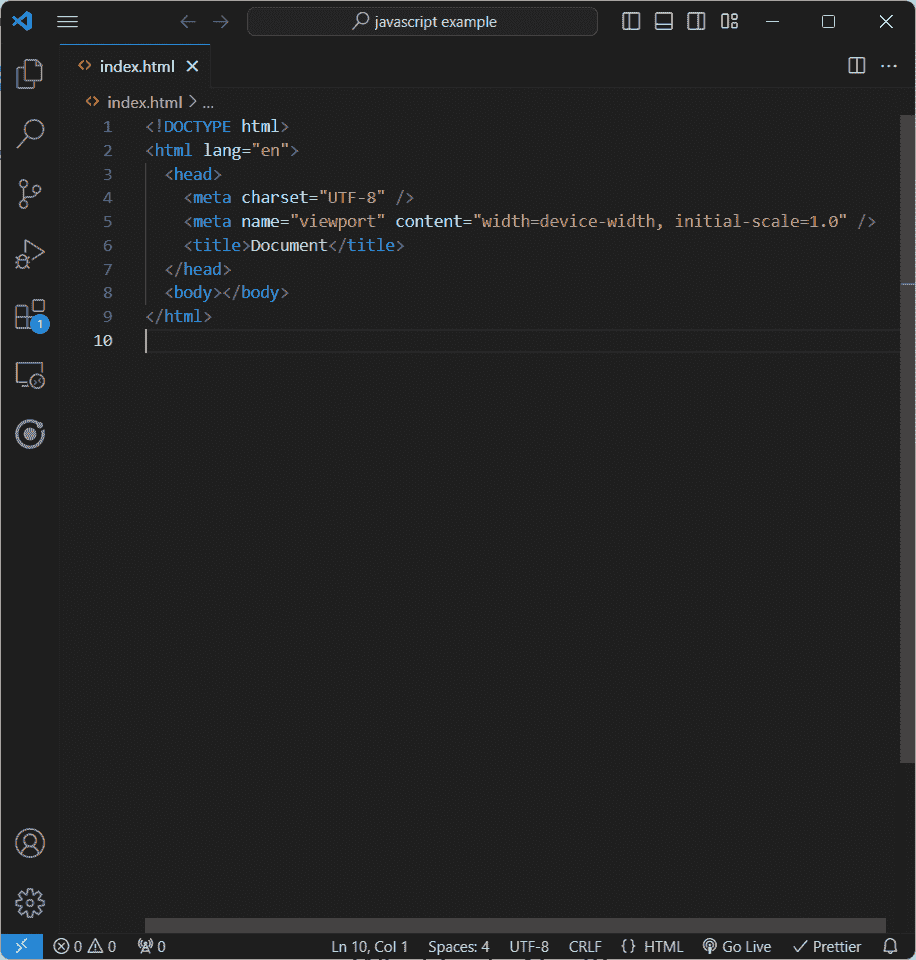 javascript example
index.html
index.html > ...
1 <!DOCTYPE html>
2 <html lang="en">
3   <head>
4     <meta charset="UTF-8" />
5     <meta name="viewport" content="width=device-width, initial-scale=1.0" />
6     <title>Document</title>
7   </head>
8   <body></body>
9 </html>
10
1
0 0 0 Ln 10, Col 1 Spaces: 4 UTF-8 CRLF {} HTML Go Live Prettier